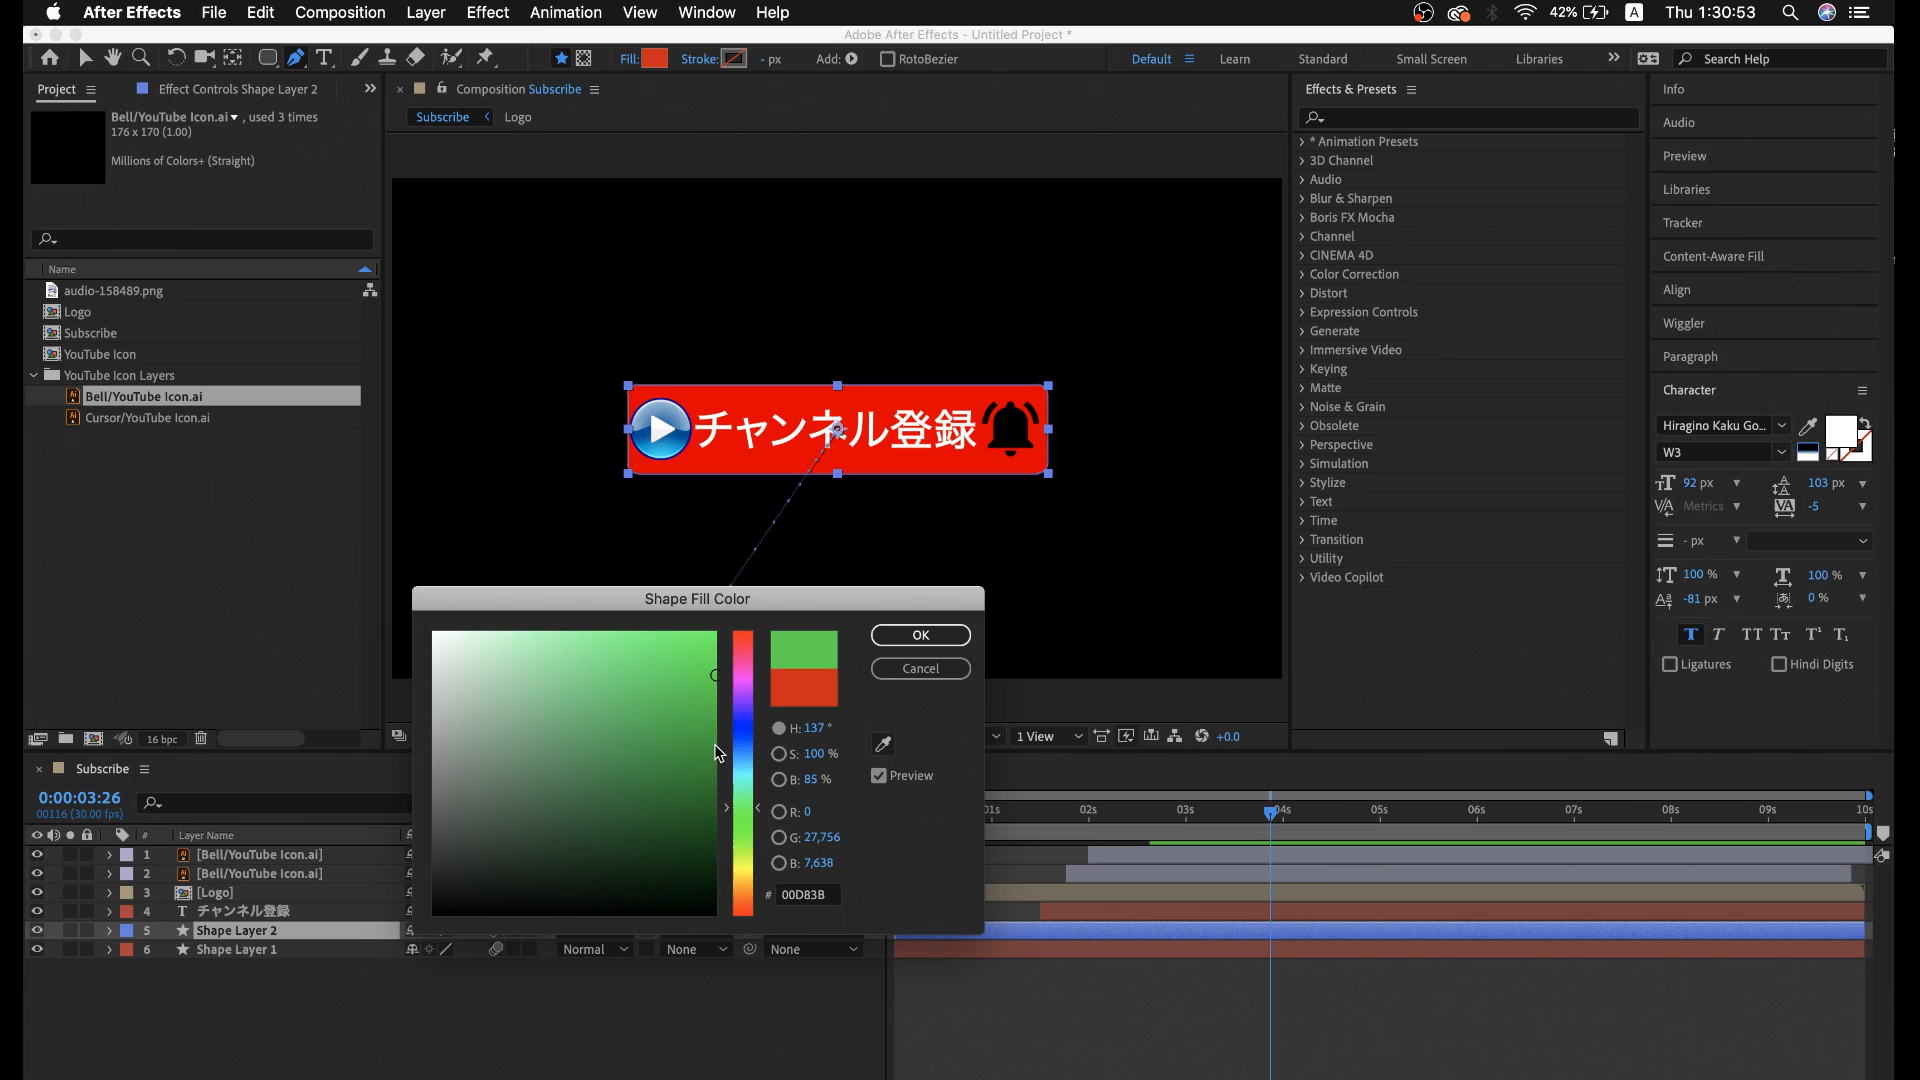 After Effects File Edit Composition Layer Effect Animation View Window Help 42% A Thu 1:30:53
Adobe After Effects - Untitled Project *
Fill: Stroke: - px Add: RotoBezier Default Learn Standard Small Screen Libraries Search Help
Project Effect Controls Shape Layer 2
Bell/YouTube Icon.ai , used 3 times
176 x 170 (1.00)
Millions of Colors+ (Straight)
Name
audio-158489.png
Logo
Subscribe
YouTube Icon
YouTube Icon Layers
Bell/YouTube Icon.ai
Cursor/YouTube Icon.ai
16 bpc
Composition Subscribe
Subscribe Logo
チャンネル登録
1 View +0.0
Shape Fill Color
OK
Cancel
H: 137 °
S: 100 %
B: 85 %
Preview
R: 0
G: 27,756
B: 7,638
# 00D83B
Effects & Presets
* Animation Presets
3D Channel
Audio
Blur & Sharpen
Boris FX Mocha
Channel
CINEMA 4D
Color Correction
Distort
Expression Controls
Generate
Immersive Video
Keying
Matte
Noise & Grain
Obsolete
Perspective
Simulation
Stylize
Text
Time
Transition
Utility
Video Copilot
Info
Audio
Preview
Libraries
Tracker
Content-Aware Fill
Align
Wiggler
Paragraph
Character
Hiragino Kaku Go...
W3
92 px 103 px
Metrics -5
- px
100 % 100 %
-81 px 0 %
T T TT Tt T¹ T₁
Ligatures Hindi Digits
Subscribe
0:00:03:26
00116 (30.00 fps)
# Layer Name
1 [Bell/YouTube Icon.ai]
2 [Bell/YouTube Icon.ai]
3 [Logo]
4 T チャンネル登録
5 Shape Layer 2
6 Shape Layer 1 Normal None None
01s 02s 03s 04s 05s 06s 07s 08s 09s 10s